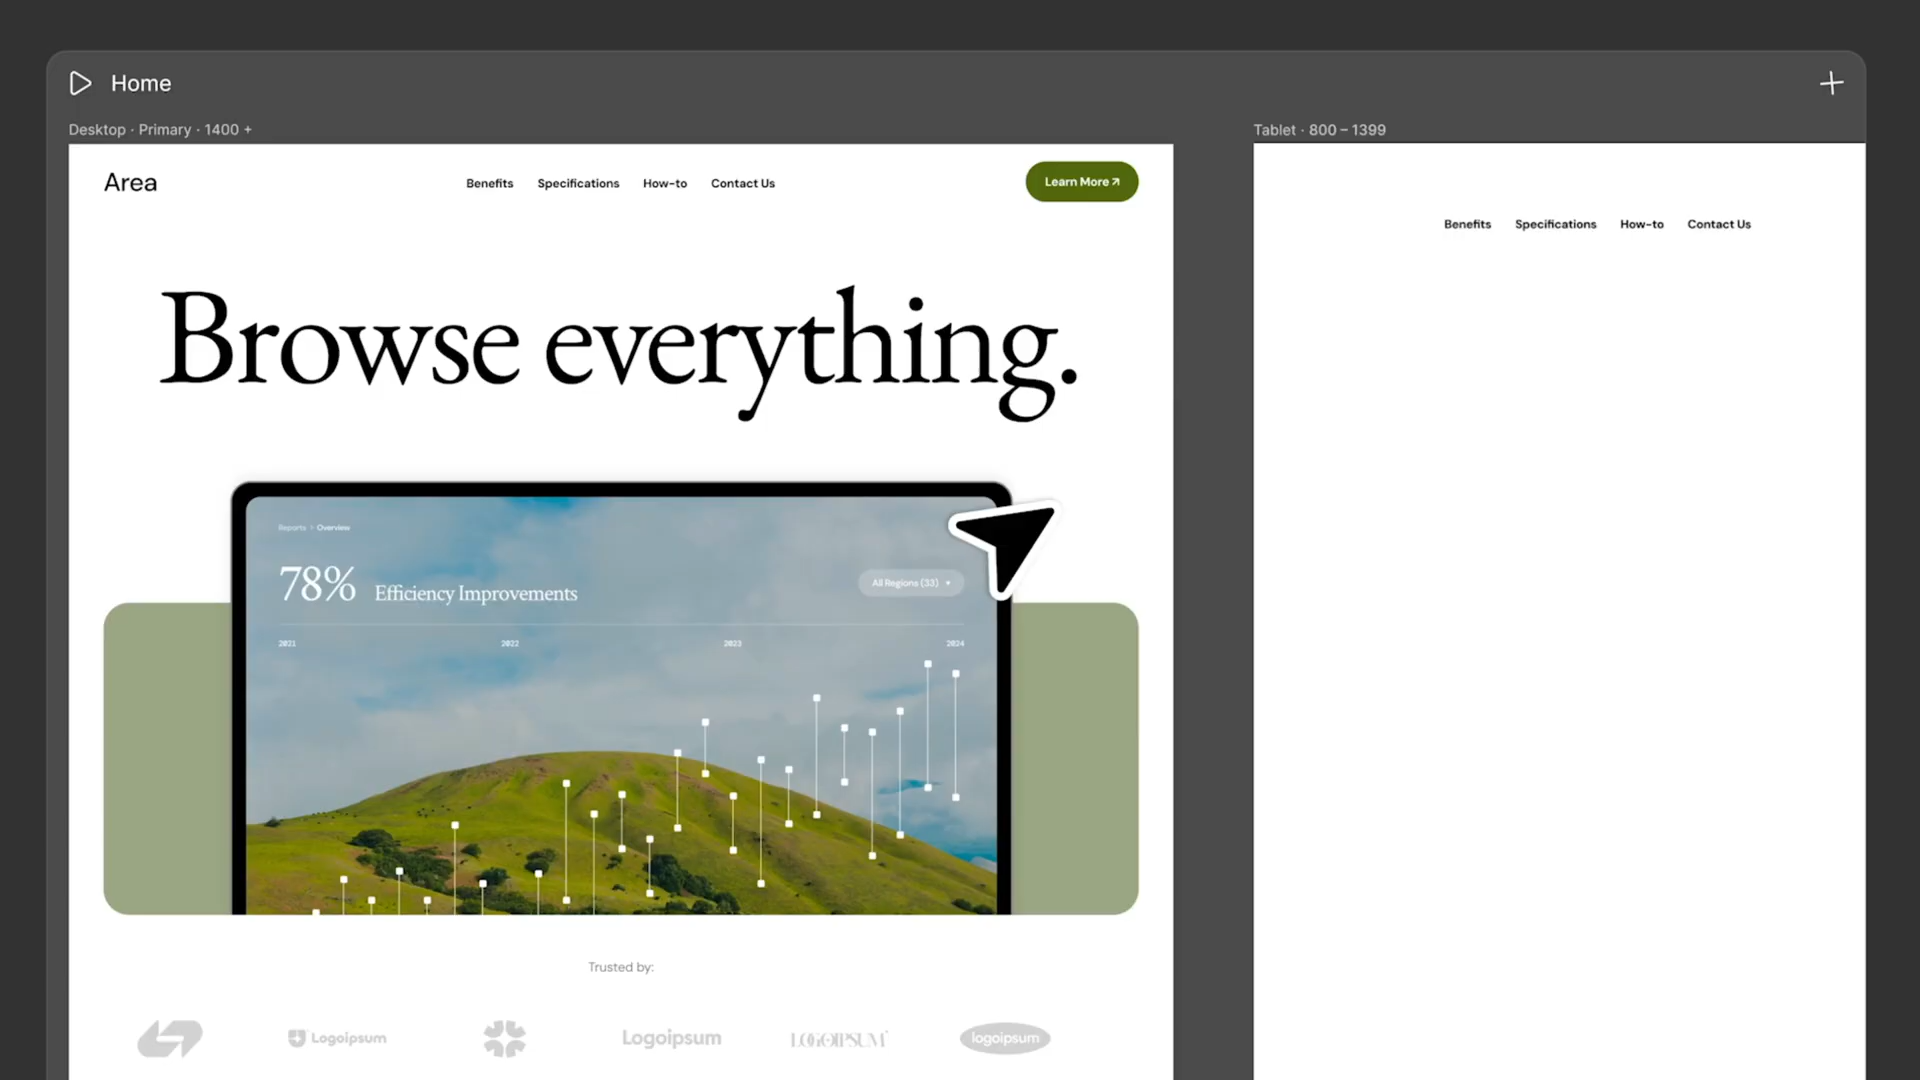 Home
Desktop · Primary · 1400 +
Tablet · 800 – 1399
Area
Benefits Specifications How-to Contact Us
Learn More ↗
Benefits Specifications How-to Contact Us
Browse everything.
Reports > Overview
78% Efficiency Improvements
All Regions (33) ▾
2021 2022 2023 2024
Trusted by:
Logoipsum
Logoipsum
LOGOIPSUM
logoipsum